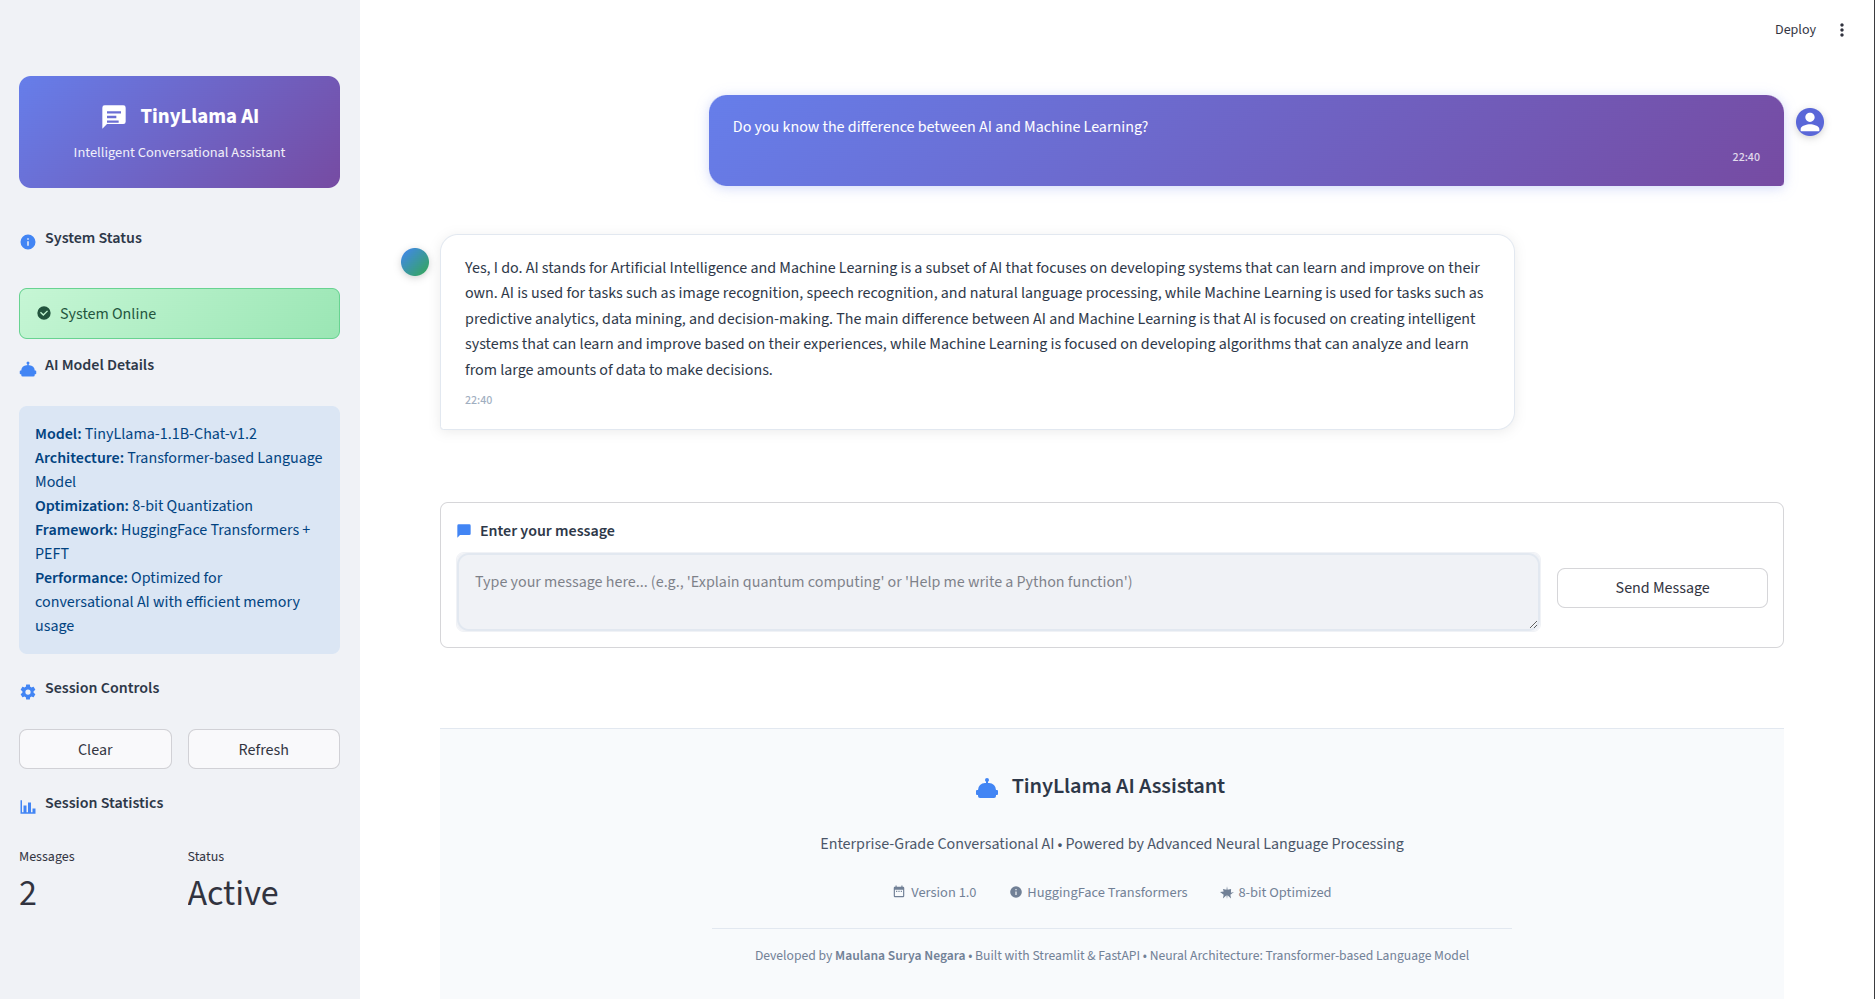 Deploy
TinyLlama AI
Intelligent Conversational Assistant
System Status
System Online
AI Model Details
Model: TinyLlama-1.1B-Chat-v1.2
Architecture: Transformer-based Language
Model
Optimization: 8-bit Quantization
Framework: HuggingFace Transformers +
PEFT
Performance: Optimized for
conversational AI with efficient memory
usage
Session Controls
Clear
Refresh
Session Statistics
Messages
Status
2
Active
Do you know the difference between AI and Machine Learning?
22:40
Yes, I do. AI stands for Artificial Intelligence and Machine Learning is a subset of AI that focuses on developing systems that can learn and improve on their
own. AI is used for tasks such as image recognition, speech recognition, and natural language processing, while Machine Learning is used for tasks such as
predictive analytics, data mining, and decision-making. The main difference between AI and Machine Learning is that AI is focused on creating intelligent
systems that can learn and improve based on their experiences, while Machine Learning is focused on developing algorithms that can analyze and learn
from large amounts of data to make decisions.
22:40
Enter your message
Type your message here... (e.g., 'Explain quantum computing' or 'Help me write a Python function')
Send Message
TinyLlama AI Assistant
Enterprise-Grade Conversational AI • Powered by Advanced Neural Language Processing
Version 1.0
HuggingFace Transformers
8-bit Optimized
Developed by Maulana Surya Negara • Built with Streamlit & FastAPI • Neural Architecture: Transformer-based Language Model